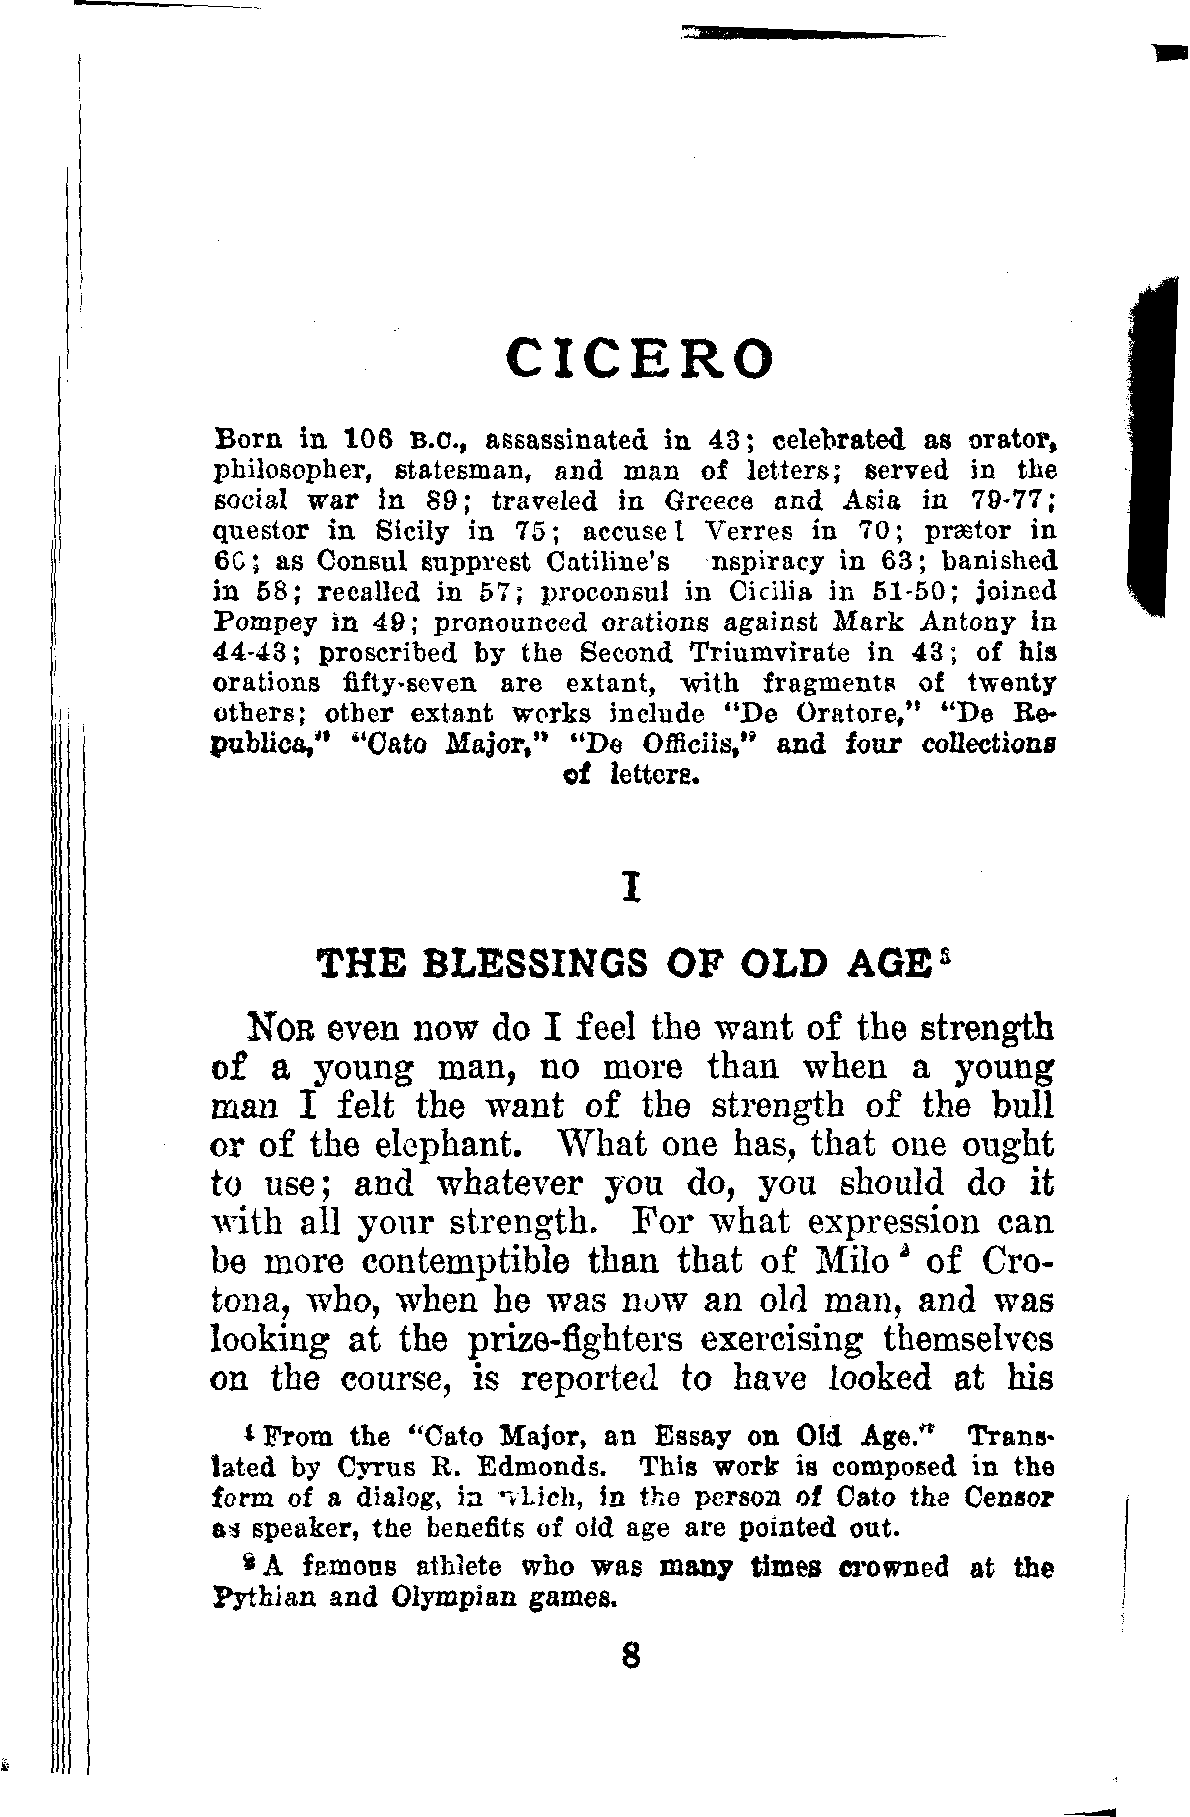 CICERO
Born in 106 B.C., assassinated in 43; celebrated as orator,
philosopher, statesman, and man of letters; served in the
social war in 89; traveled in Greece and Asia in 79-77;
questor in Sicily in 75; accused Verres in 70; prætor in
66; as Consul supprest Catiline's nspiracy in 63; banished
in 58; recalled in 57; proconsul in Cicilia in 51-50; joined
Pompey in 49; pronounced orations against Mark Antony in
44-43; proscribed by the Second Triumvirate in 43; of his
orations fifty-seven are extant, with fragments of twenty
others; other extant works include "De Oratore," "De Re-
publica," "Cato Major," "De Officiis," and four collections
of letters.
I
THE BLESSINGS OF OLD AGE¹
Nor even now do I feel the want of the strength
of a young man, no more than when a young
man I felt the want of the strength of the bull
or of the elephant. What one has, that one ought
to use; and whatever you do, you should do it
with all your strength. For what expression can
be more contemptible than that of Milo² of Cro-
tona, who, when he was now an old man, and was
looking at the prize-fighters exercising themselves
on the course, is reported to have looked at his
¹ From the "Cato Major, an Essay on Old Age." Trans-
lated by Cyrus R. Edmonds. This work is composed in the
form of a dialog, in which, in the person of Cato the Censor
as speaker, the benefits of old age are pointed out.
² A famous athlete who was many times crowned at the
Pythian and Olympian games.
8